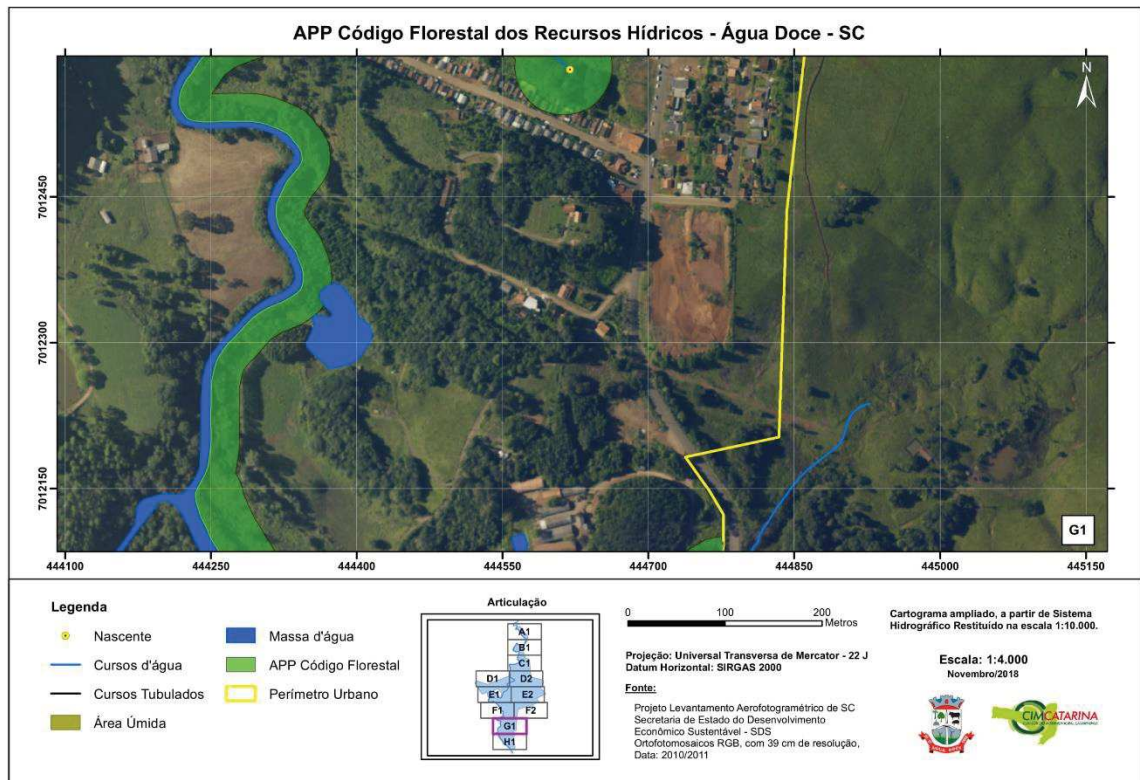 APP Código Florestal dos Recursos Hídricos - Água Doce - SC
N
7012450
7012300
7012150
G1
444100
444250
444400
444550
444700
444850
445000
445150
Legenda
Nascente
Cursos d'água
Cursos Tubulados
Área Úmida
Massa d'água
APP Código Florestal
Perímetro Urbano
Articulação
A1
B1
C1
D1
D2
E1
E2
F1
F2
G1
H1
0
100
200
Metros
Projeção: Universal Transversa de Mercator - 22 J
Datum Horizontal: SIRGAS 2000
Fonte:
Projeto Levantamento Aerofotogramétrico de SC
Secretaria de Estado do Desenvolvimento
Econômico Sustentável - SDS
Ortofotomosaicos RGB, com 39 cm de resolução,
Data: 2010/2011
Cartograma ampliado, a partir de Sistema
Hidrográfico Restituído na escala 1:10.000.
Escala: 1:4.000
Novembro/2018
CIMCATARINA